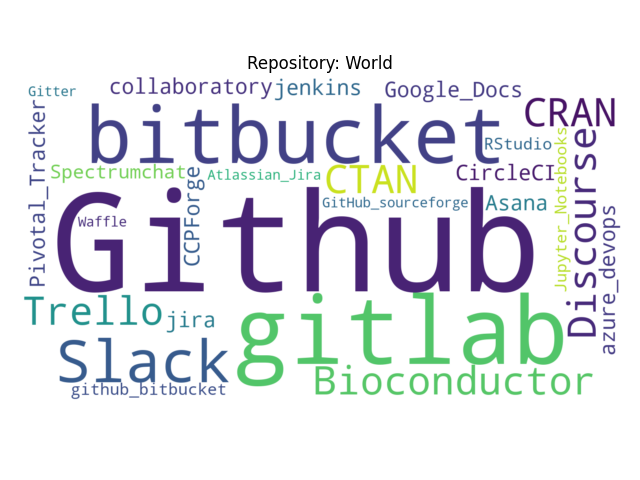 Repository: World
Gitter
collaboratory
jenkins
Google_Docs
CRAN
bitbucket
RStudio
Pivotal_Tracker
Spectrumchat
Atlassian_Jira
CTAN
CircleCI
Jupyter_Notebooks
Discourse
CCPForge
GitHub_sourceforge
Asana
Waffle
Github
azure_devops
Trello
jira
gitlab
Slack
Bioconductor
github_bitbucket